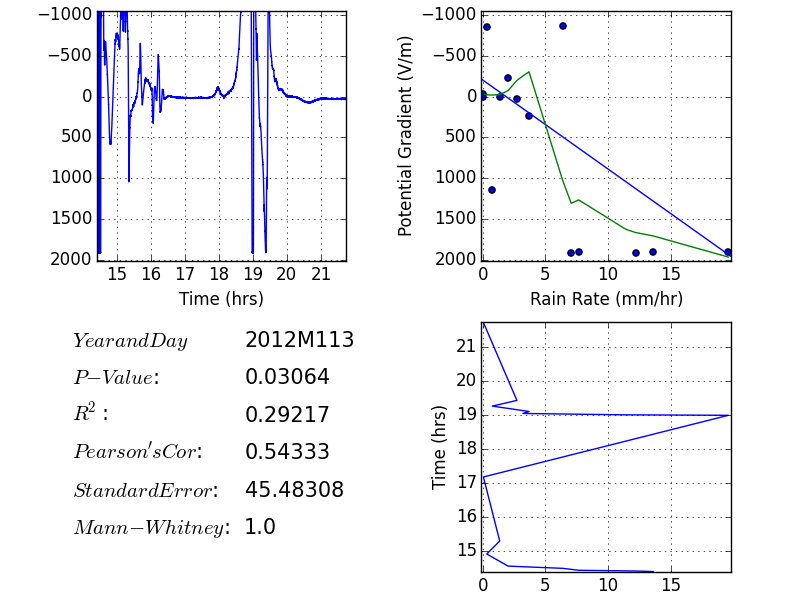 −1000
−500
0
500
1000
1500
2000
15 16 17 18 19 20 21
Time (hrs)
Potential Gradient (V/m)
−1000
−500
0
500
1000
1500
2000
0 5 10 15
Rain Rate (mm/hr)
YearandDay 2012M113
P−Value: 0.03064
R²: 0.29217
Pearson′sCor: 0.54333
StandardError: 45.48308
Mann−Whitney: 1.0
Time (hrs)
21
20
19
18
17
16
15
0 5 10 15